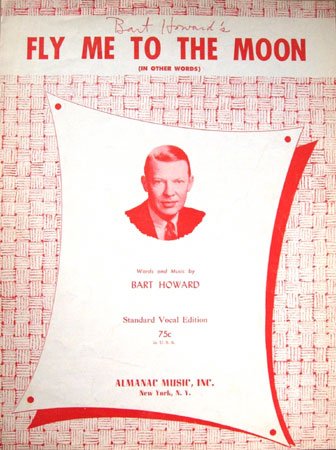 Bart Howard's
FLY ME TO THE MOON
(IN OTHER WORDS)
Words and Music by
BART HOWARD
Standard Vocal Edition
75c
in U.S.A.
ALMANAC MUSIC, INC.
New York, N. Y.